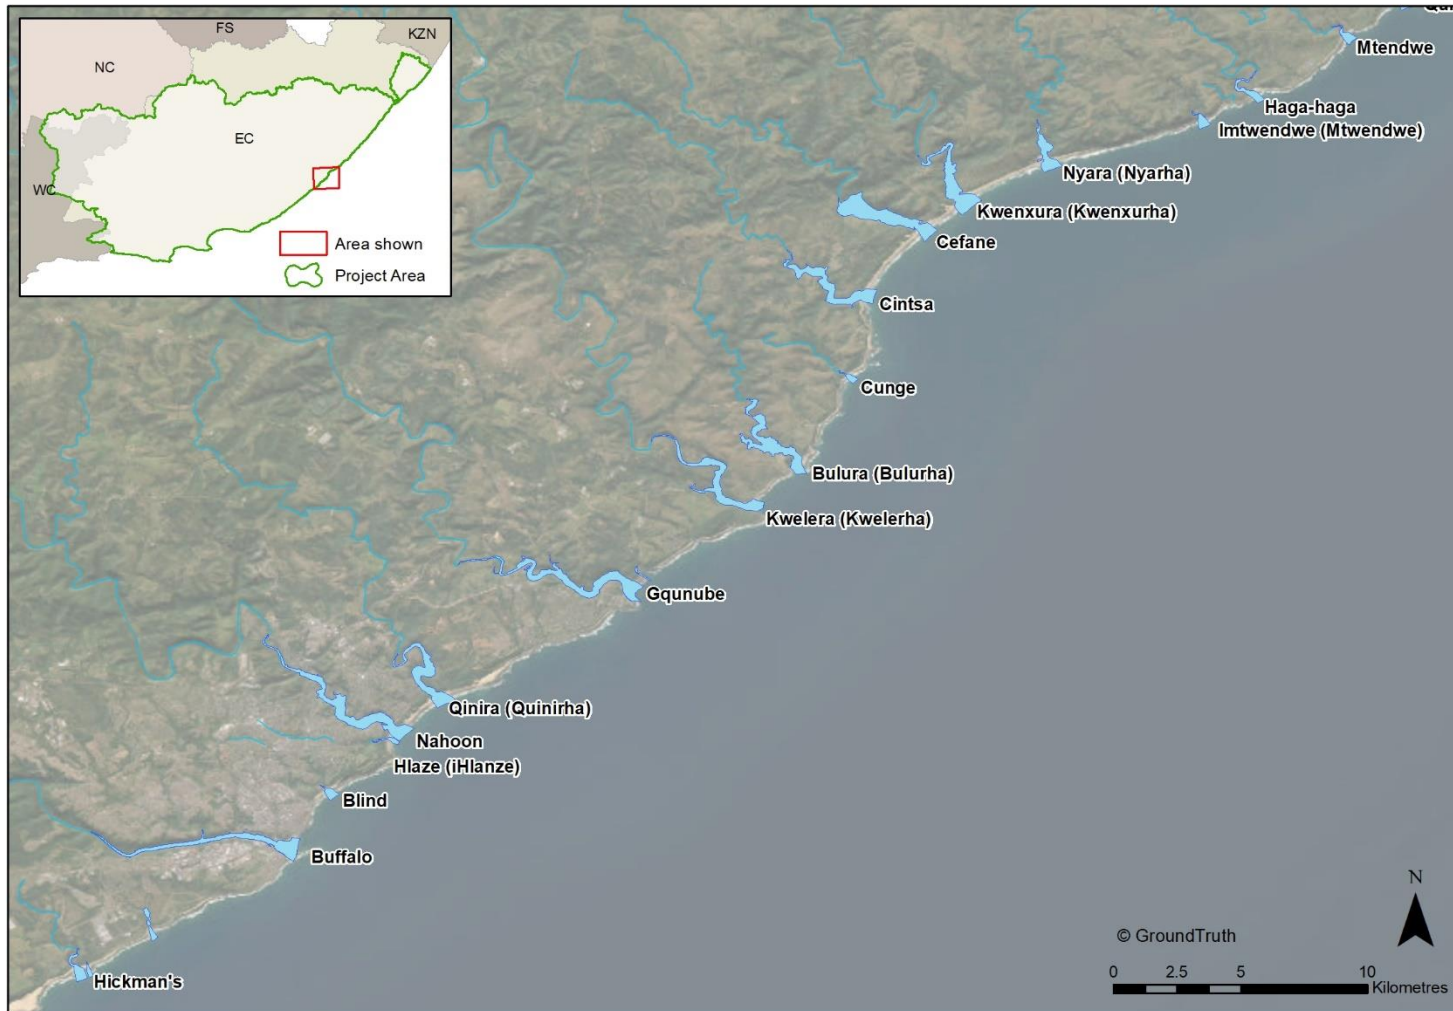 FS
KZN
NC
EC
WC
Area shown
Project Area
Mtendwe
Haga-haga
Imtwendwe (Mtwendwe)
Nyara (Nyarha)
Kwenxura (Kwenxurha)
Cefane
Cintsa
Cunge
Bulura (Bulurha)
Kwelera (Kwelerha)
Gqunube
Qinira (Quinirha)
Nahoon
Hlaze (iHlanze)
Blind
Buffalo
Hickman's
N
© GroundTruth
0 2.5 5 10
Kilometres